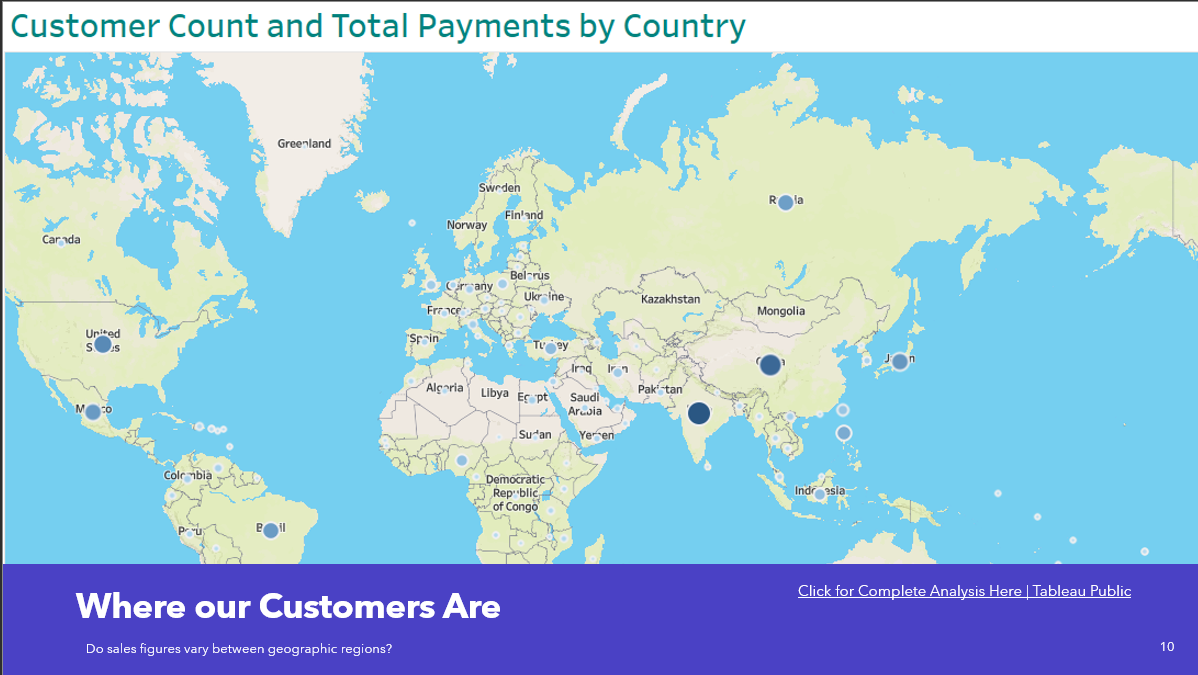 Customer Count and Total Payments by Country
Greenland
Sweden
Finland
Norway
Canada
Belarus
Germany
Ukraine
Kazakhstan
France
Mongolia
United
Spain
Turkey
Iraq
Iran
Algeria
Libya
Egypt
Pakistan
Saudi
Arabia
Mexico
Sudan
Yemen
Colombia
Democratic
Republic
of Congo
Indonesia
Peru
Where our Customers Are
Click for Complete Analysis Here | Tableau Public
Do sales figures vary between geographic regions?
10